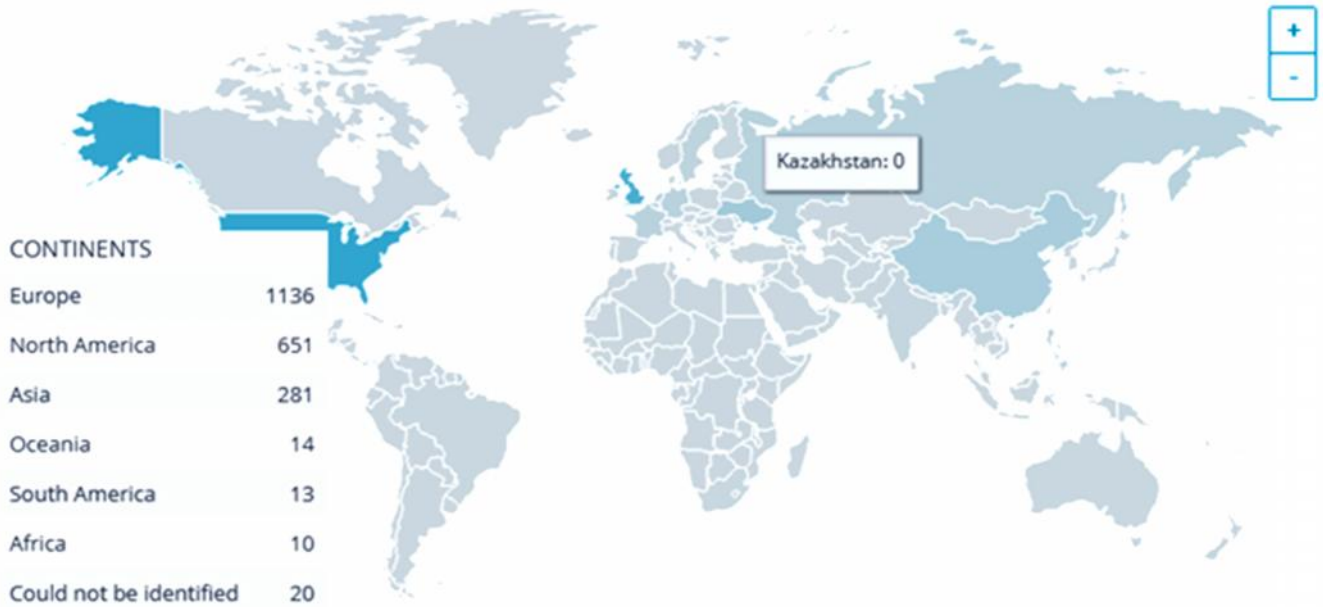 +
-
Kazakhstan: 0
CONTINENTS
Europe 1136
North America 651
Asia 281
Oceania 14
South America 13
Africa 10
Could not be identified 20